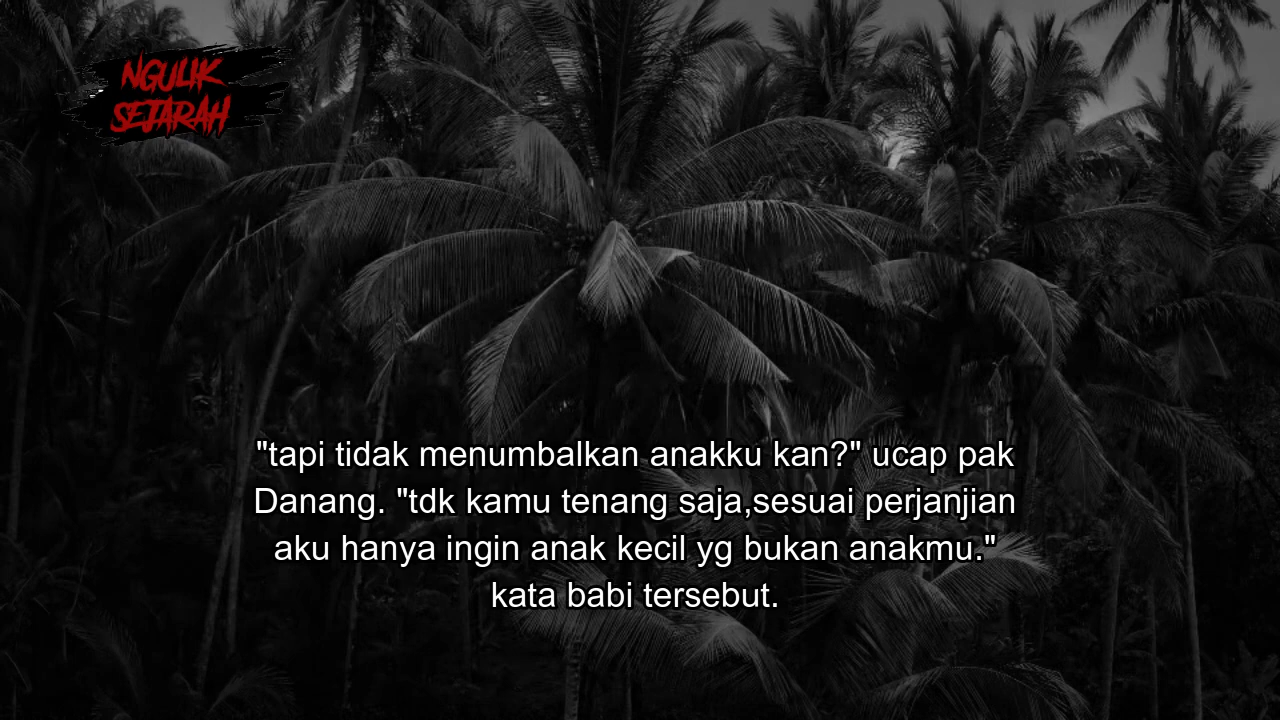 NGULIK
SEJARAH
"tapi tidak menumbalkan anakku kan?" ucap pak
Danang. "tdk kamu tenang saja,sesuai perjanjian
aku hanya ingin anak kecil yg bukan anakmu."
kata babi tersebut.